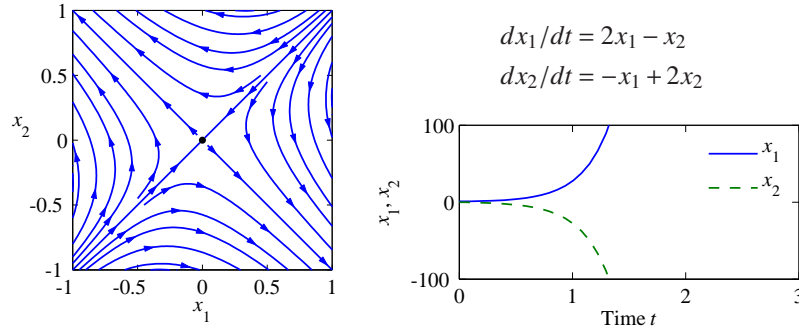 1
0.5
x2
0
-0.5
-1
-1
-0.5
0
0.5
1
x1
dx1/dt = 2x1 − x2
dx2/dt = −x1 + 2x2
100
0
-100
x1, x2
x1
x2
0
1
2
3
Time t